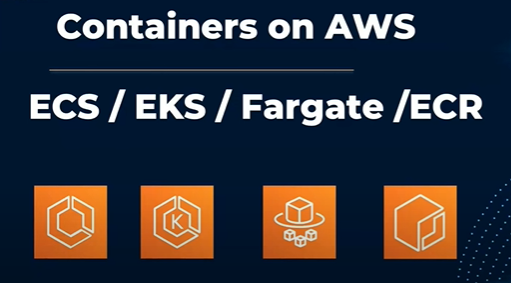 Containers on AWS
ECS / EKS / Fargate /ECR
K